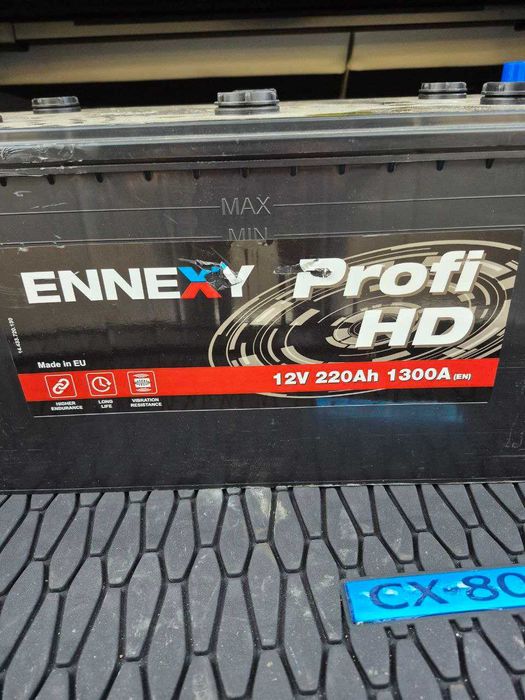 MAX
MIN
ENNEXY Profi
HD
Made in EU
12V 220Ah 1300A (EN)
HIGHER ENDURANCE
LONG LIFE
VIBRATION RESISTANCE
CX-80